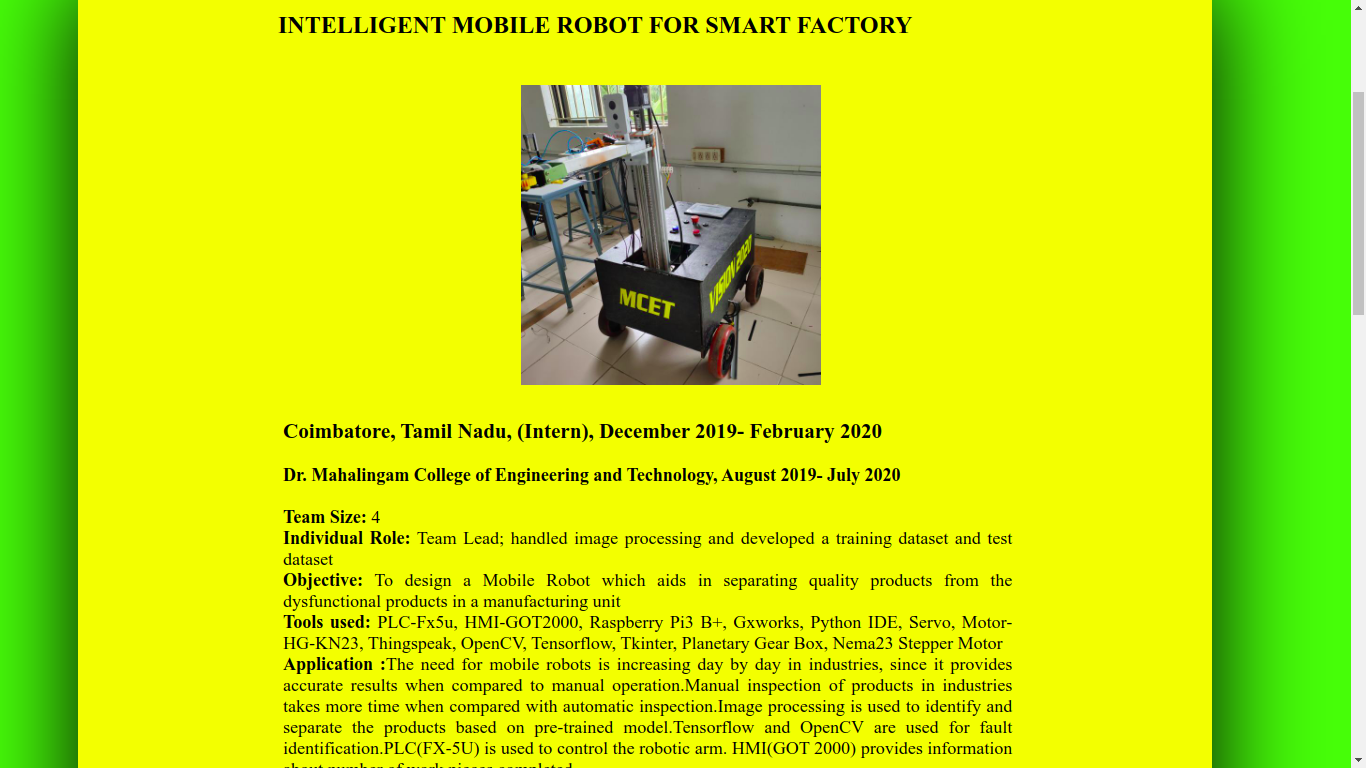 INTELLIGENT MOBILE ROBOT FOR SMART FACTORY
MCET
VISION 2020
Coimbatore, Tamil Nadu, (Intern), December 2019- February 2020
Dr. Mahalingam College of Engineering and Technology, August 2019- July 2020
Team Size: 4
Individual Role: Team Lead; handled image processing and developed a training dataset and test
dataset
Objective: To design a Mobile Robot which aids in separating quality products from the
dysfunctional products in a manufacturing unit
Tools used: PLC-Fx5u, HMI-GOT2000, Raspberry Pi3 B+, Gxworks, Python IDE, Servo, Motor-
HG-KN23, Thingspeak, OpenCV, Tensorflow, Tkinter, Planetary Gear Box, Nema23 Stepper Motor
Application :The need for mobile robots is increasing day by day in industries, since it provides
accurate results when compared to manual operation.Manual inspection of products in industries
takes more time when compared with automatic inspection.Image processing is used to identify and
separate the products based on pre-trained model.Tensorflow and OpenCV are used for fault
identification.PLC(FX-5U) is used to control the robotic arm. HMI(GOT 2000) provides information
about number of work pieces completed